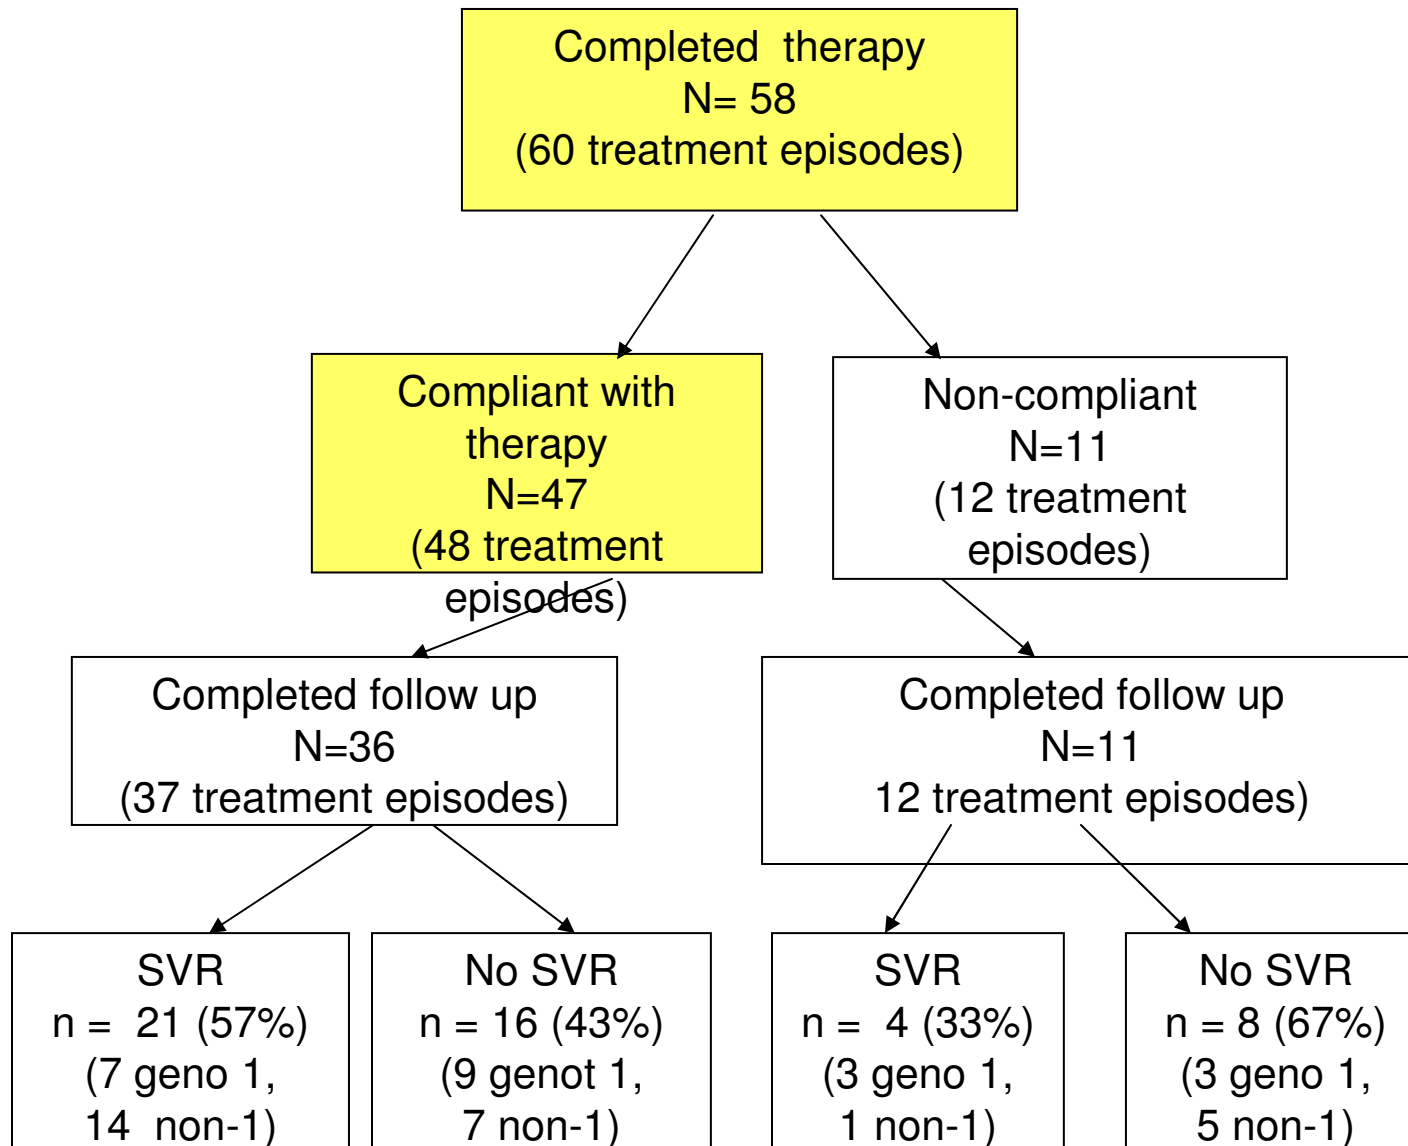 Completed therapy
N= 58
(60 treatment episodes)
Compliant with
therapy
N=47
(48 treatment
episodes)
Non-compliant
N=11
(12 treatment
episodes)
Completed follow up
N=36
(37 treatment episodes)
Completed follow up
N=11
12 treatment episodes)
SVR
n = 21 (57%)
(7 geno 1,
14 non-1)
No SVR
n = 16 (43%)
(9 genot 1,
7 non-1)
SVR
n = 4 (33%)
(3 geno 1,
1 non-1)
No SVR
n = 8 (67%)
(3 geno 1,
5 non-1)